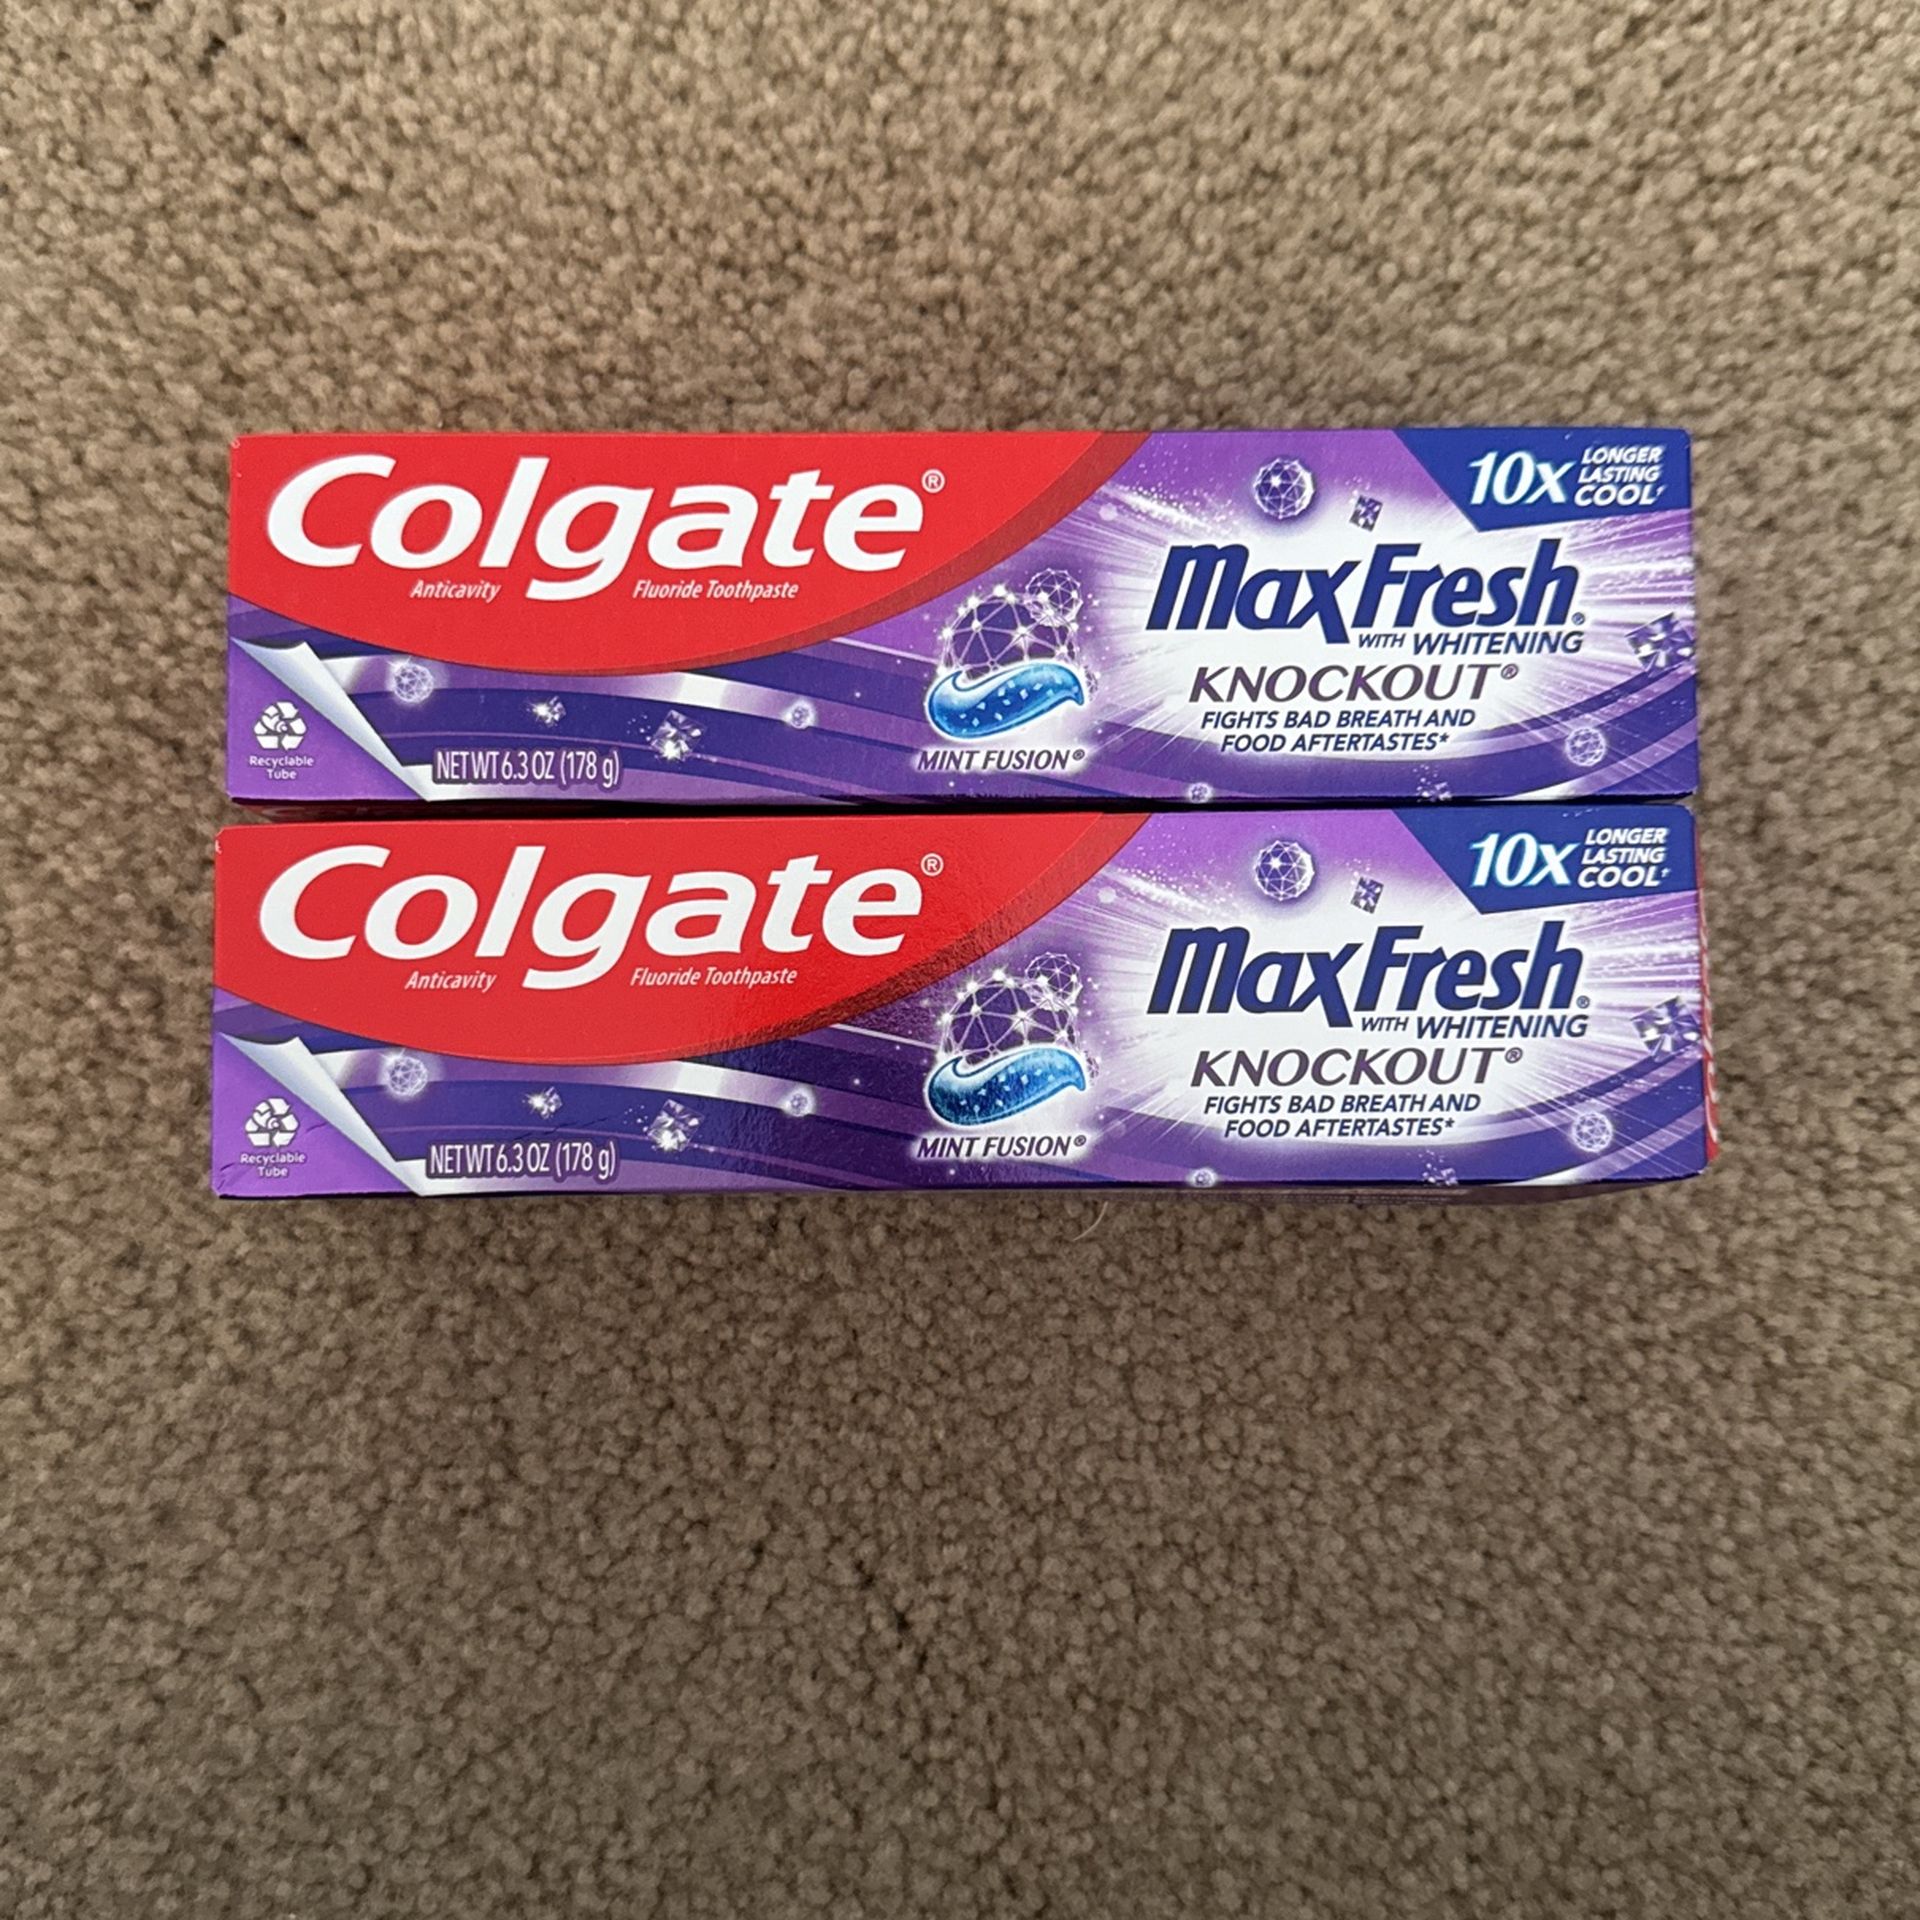 Colgate®
Anticavity Fluoride Toothpaste
10x LONGER
LASTING
COOL†
MaxFresh®
WITH WHITENING
KNOCKOUT®
FIGHTS BAD BREATH AND
FOOD AFTERTASTES*
MINT FUSION®
NET WT 6.3 OZ (178 g)
Recyclable
Tube
Colgate®
Anticavity Fluoride Toothpaste
10x LONGER
LASTING
COOL†
MaxFresh®
WITH WHITENING
KNOCKOUT®
FIGHTS BAD BREATH AND
FOOD AFTERTASTES*
MINT FUSION®
NET WT 6.3 OZ (178 g)
Recyclable
Tube